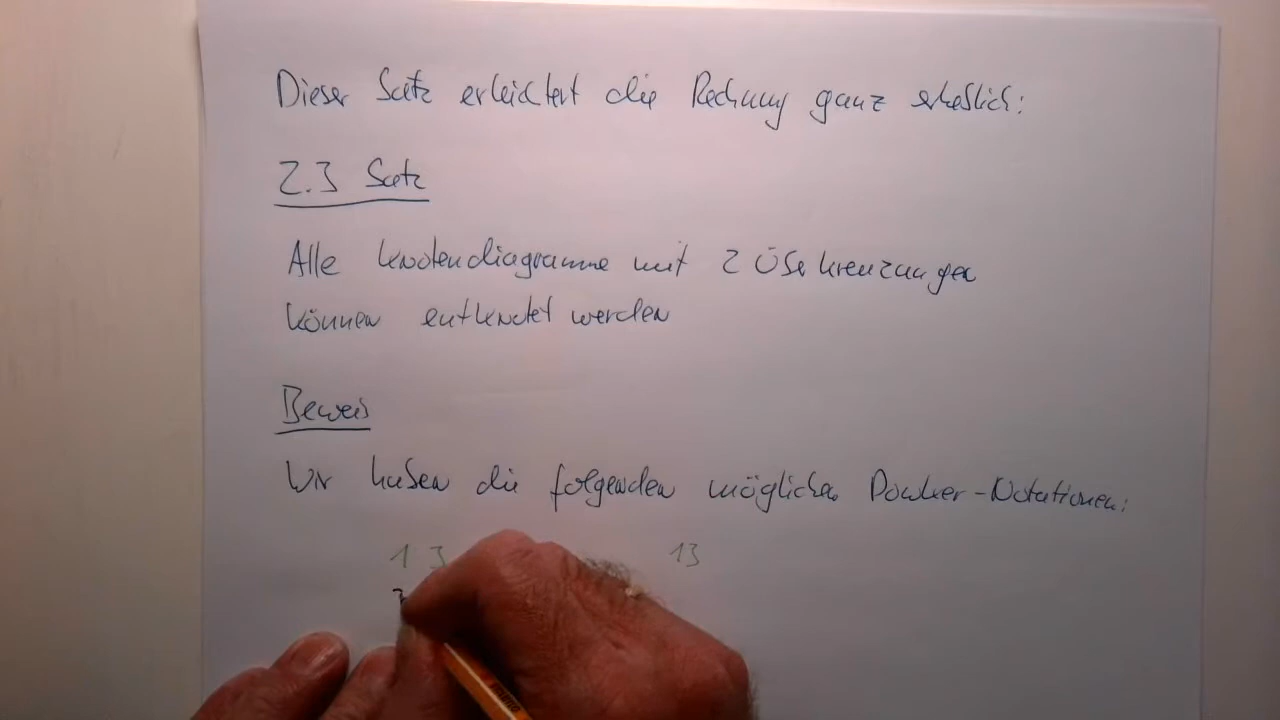 Dieser Satz erleichtert die Rechnung ganz erheblich:
2.3 Satz
Alle Knotendiagramme mit 2 Überkreuzungen
können entknotet werden
Beweis
Wir haben die folgenden möglichen Dowker-Notationen:
1 3 13